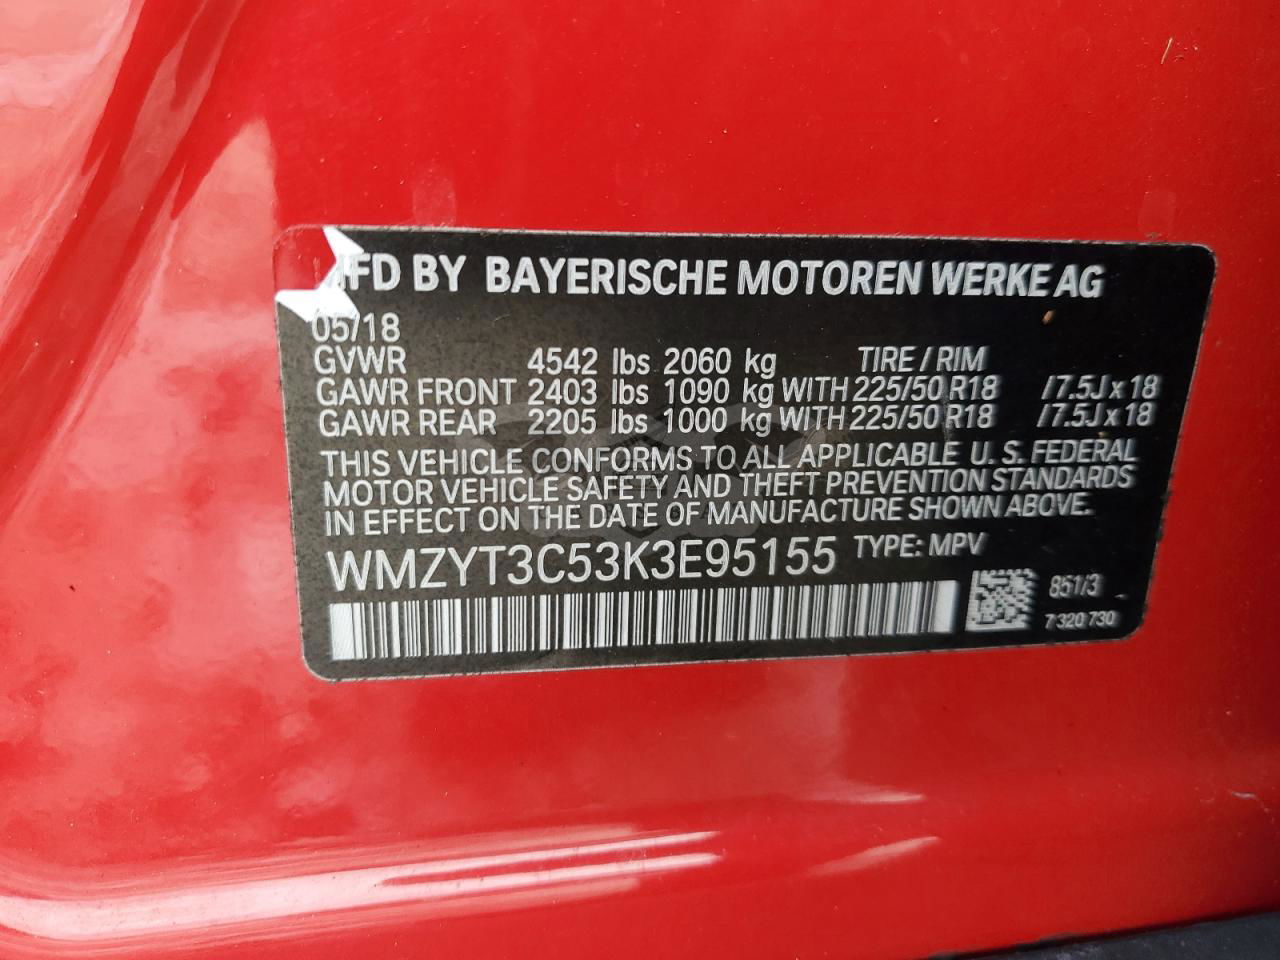 MFD BY BAYERISCHE MOTOREN WERKE AG
05/18
GVWR 4542 lbs 2060 kg TIRE / RIM
GAWR FRONT 2403 lbs 1090 kg WITH 225/50 R18 /7.5J x 18
GAWR REAR 2205 lbs 1000 kg WITH 225/50 R18 /7.5J x 18
THIS VEHICLE CONFORMS TO ALL APPLICABLE U. S. FEDERAL
MOTOR VEHICLE SAFETY AND THEFT PREVENTION STANDARDS
IN EFFECT ON THE DATE OF MANUFACTURE SHOWN ABOVE.
WMZYT3C53K3E95155 TYPE: MPV
851/3
7 320 730